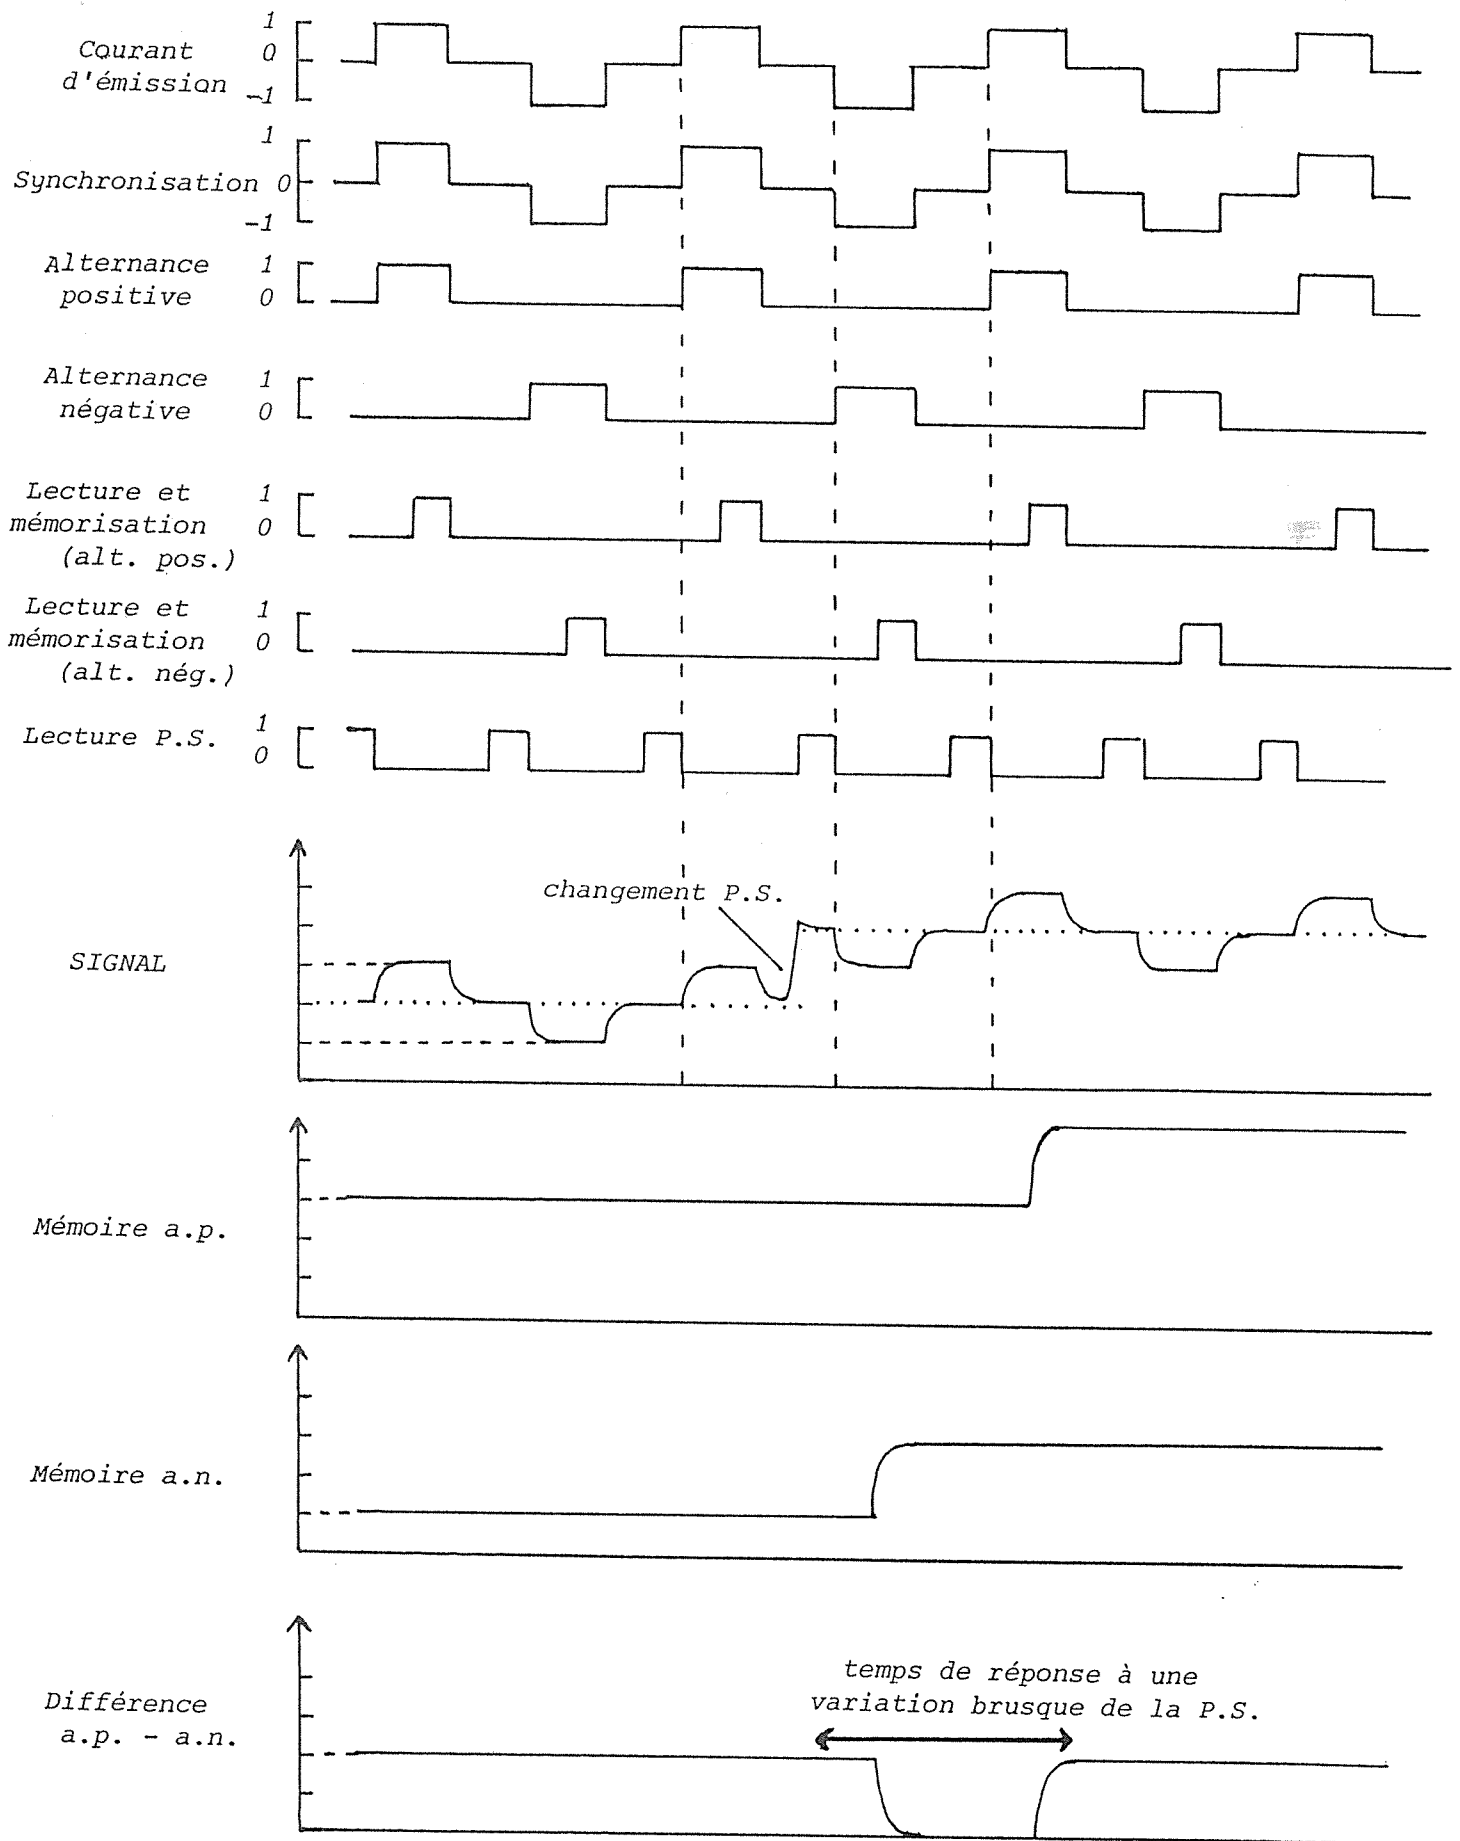 Courant
d'émission
1
0
-1
Synchronisation
1
0
-1
Alternance
positive
1
0
Alternance
négative
1
0
Lecture et
mémorisation
(alt. pos.)
1
0
Lecture et
mémorisation
(alt. nég.)
1
0
Lecture P.S.
1
0
changement P.S.
SIGNAL
Mémoire a.p.
Mémoire a.n.
temps de réponse à une
variation brusque de la P.S.
Différence
a.p. - a.n.